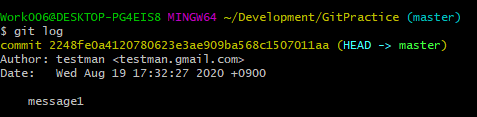 Work006@DESKTOP-PG4EIS8 MINGW64 ~/Development/GitPractice (master)
$ git log
commit 2248fe0a4120780623e3ae909ba568c1507011aa (HEAD -> master)
Author: testman <testman.gmail.com>
Date:   Wed Aug 19 17:32:27 2020 +0900

    message1